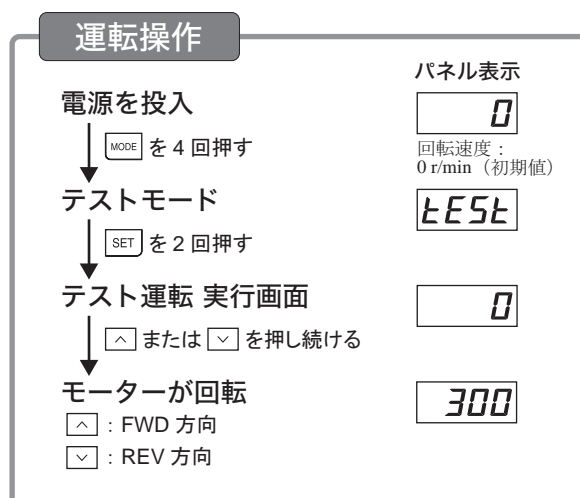 運転操作
パネル表示
電源を投入
0
MODE を 4 回押す
回転速度：
0 r/min（初期値）
テストモード
tESt
SET を 2 回押す
テスト運転 実行画面
0
^ または v を押し続ける
モーターが回転
300
^ : FWD 方向
v : REV 方向